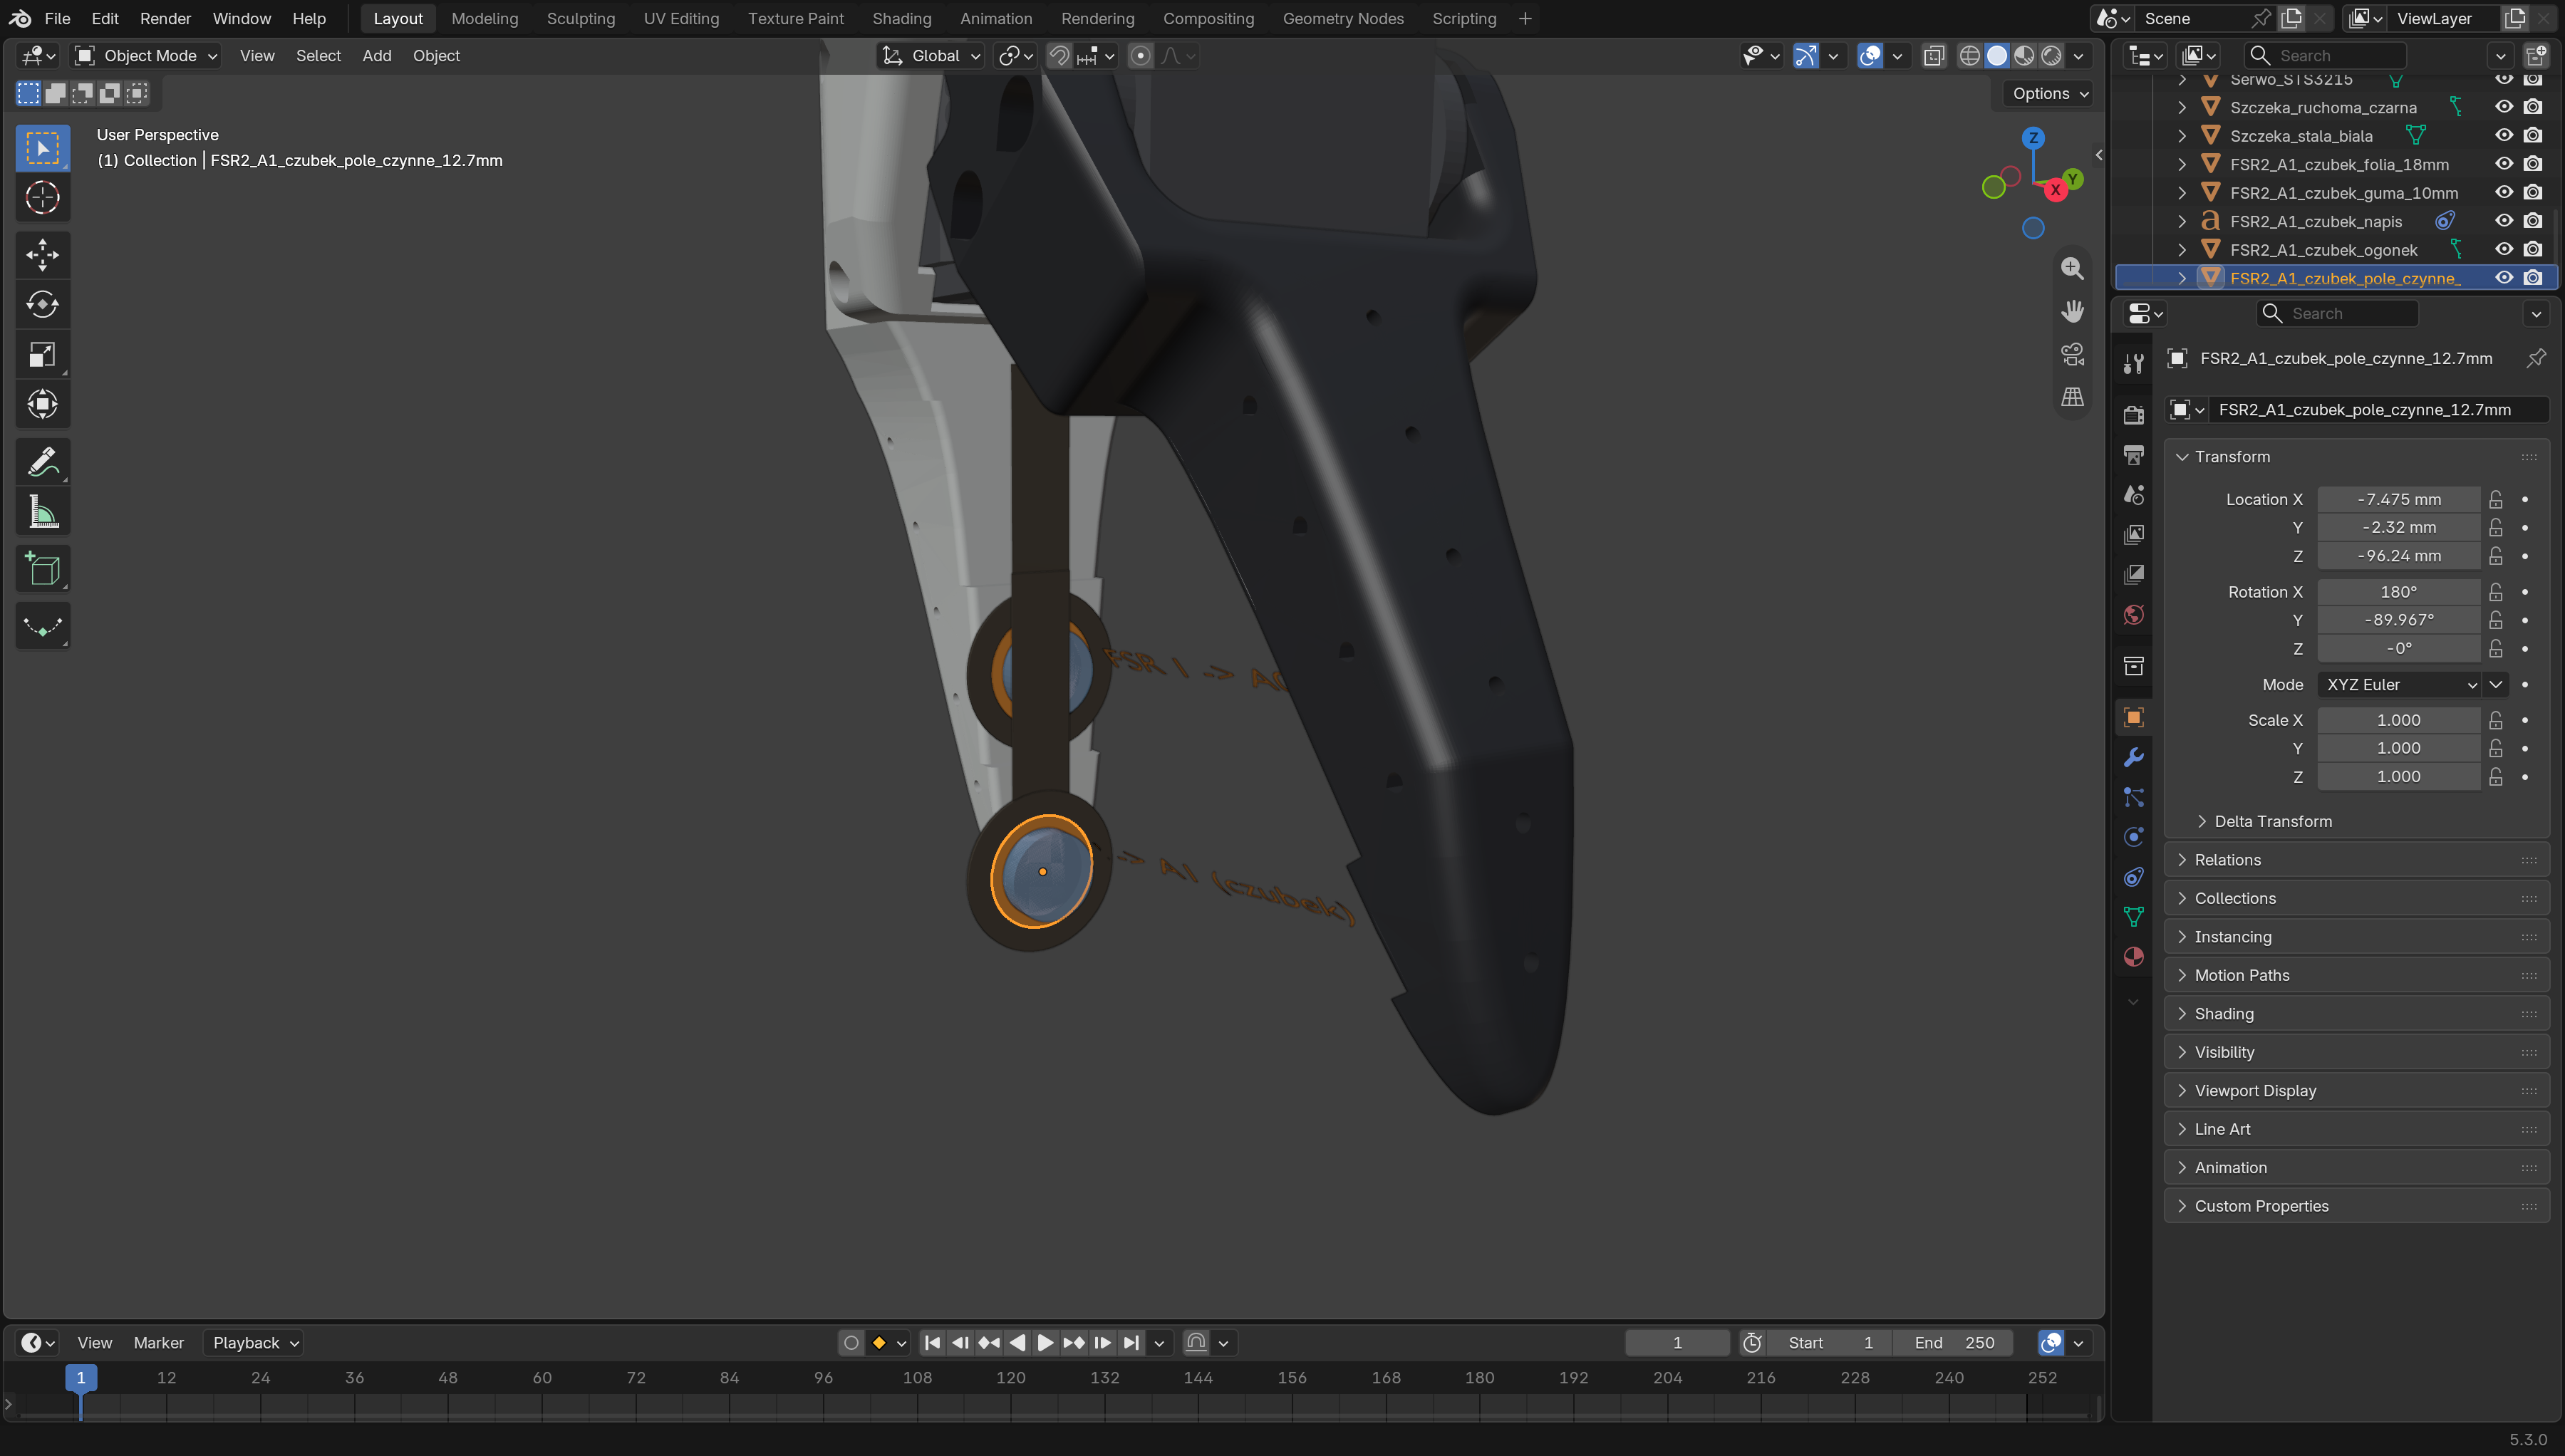 File Edit Render Window Help Layout Modeling Sculpting UV Editing Texture Paint Shading Animation Rendering Compositing Geometry Nodes Scripting Scene ViewLayer
Object Mode View Select Add Object Global Search
Options
User Perspective
(1) Collection | FSR2_A1_czubek_pole_czynne_12.7mm
Z
Y
X
Serwo_STS3215
Szczeka_ruchoma_czarna
Szczeka_stala_biala
FSR2_A1_czubek_folia_18mm
FSR2_A1_czubek_guma_10mm
FSR2_A1_czubek_napis
FSR2_A1_czubek_ogonek
FSR2_A1_czubek_pole_czynne_
Search
FSR2_A1_czubek_pole_czynne_12.7mm
FSR2_A1_czubek_pole_czynne_12.7mm
Transform
Location X -7.475 mm
Y -2.32 mm
Z -96.24 mm
Rotation X 180°
Y -89.967°
Z -0°
Mode XYZ Euler
Scale X 1.000
Y 1.000
Z 1.000
Delta Transform
Relations
Collections
Instancing
Motion Paths
Shading
Visibility
Viewport Display
Line Art
Animation
Custom Properties
-> A1 (czubek)
View Marker Playback 1 Start 1 End 250
1 12 24 36 48 60 72 84 96 108 120 132 144 156 168 180 192 204 216 228 240 252
5.3.0